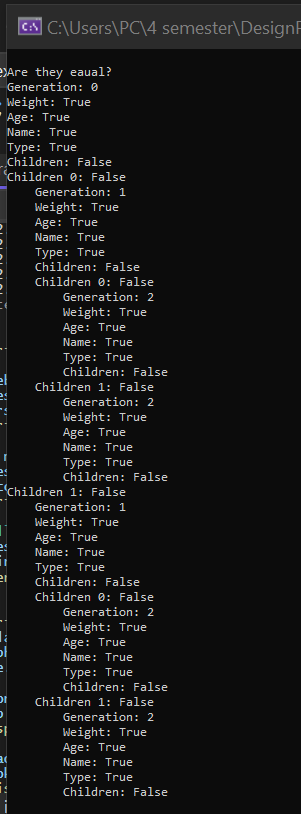 C:\Users\PC\4 semester\DesignP
Are they eaual?
Generation: 0
Weight: True
Age: True
Name: True
Type: True
Children: False
Children 0: False
    Generation: 1
    Weight: True
    Age: True
    Name: True
    Type: True
    Children: False
    Children 0: False
        Generation: 2
        Weight: True
        Age: True
        Name: True
        Type: True
        Children: False
    Children 1: False
        Generation: 2
        Weight: True
        Age: True
        Name: True
        Type: True
        Children: False
Children 1: False
    Generation: 1
    Weight: True
    Age: True
    Name: True
    Type: True
    Children: False
    Children 0: False
        Generation: 2
        Weight: True
        Age: True
        Name: True
        Type: True
        Children: False
    Children 1: False
        Generation: 2
        Weight: True
        Age: True
        Name: True
        Type: True
        Children: False